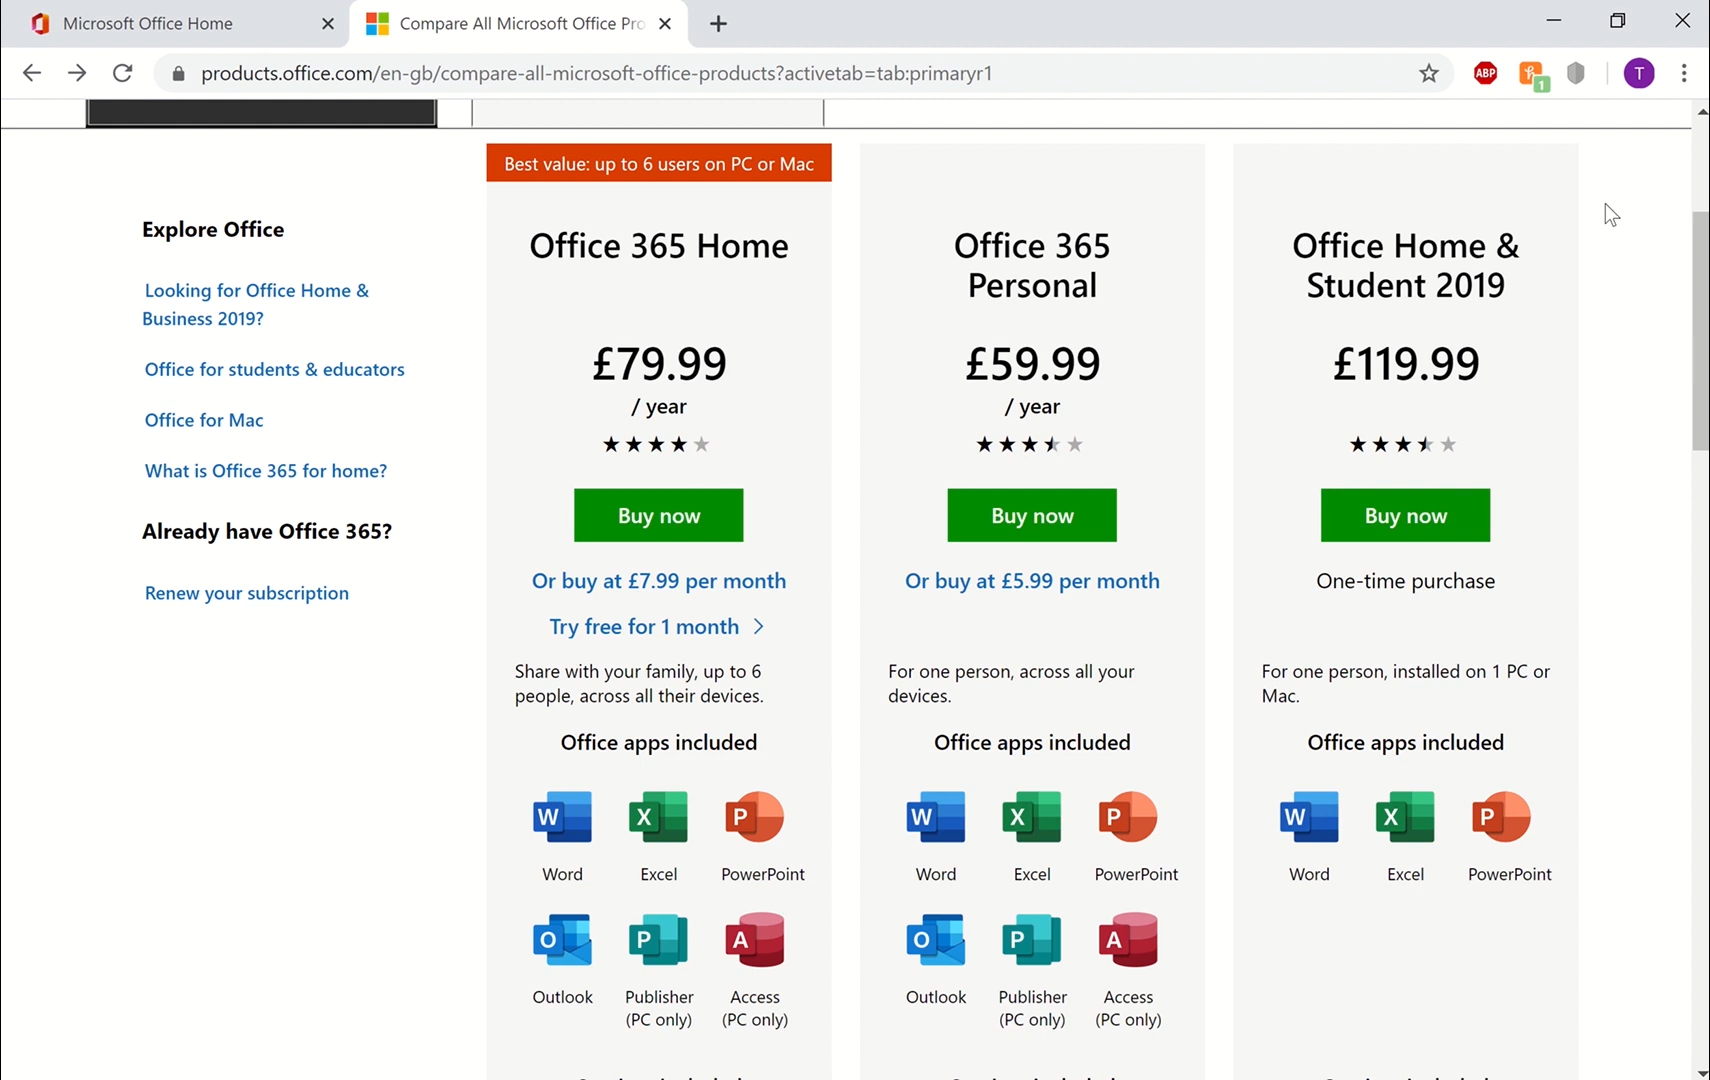 Microsoft Office Home
Compare All Microsoft Office Pro
products.office.com/en-gb/compare-all-microsoft-office-products?activetab=tab:primaryr1
ABP
1
T
Best value: up to 6 users on PC or Mac
Explore Office
Looking for Office Home &
Business 2019?
Office for students & educators
Office for Mac
What is Office 365 for home?
Already have Office 365?
Renew your subscription
Office 365 Home
£79.99
/ year
Buy now
Or buy at £7.99 per month
Try free for 1 month
Share with your family, up to 6
people, across all their devices.
Office apps included
W X P
Word Excel PowerPoint
O P A
Outlook Publisher Access
(PC only) (PC only)
Office 365
Personal
£59.99
/ year
Buy now
Or buy at £5.99 per month
For one person, across all your
devices.
Office apps included
W X P
Word Excel PowerPoint
O P A
Outlook Publisher Access
(PC only) (PC only)
Office Home &
Student 2019
£119.99
Buy now
One-time purchase
For one person, installed on 1 PC or
Mac.
Office apps included
W X P
Word Excel PowerPoint